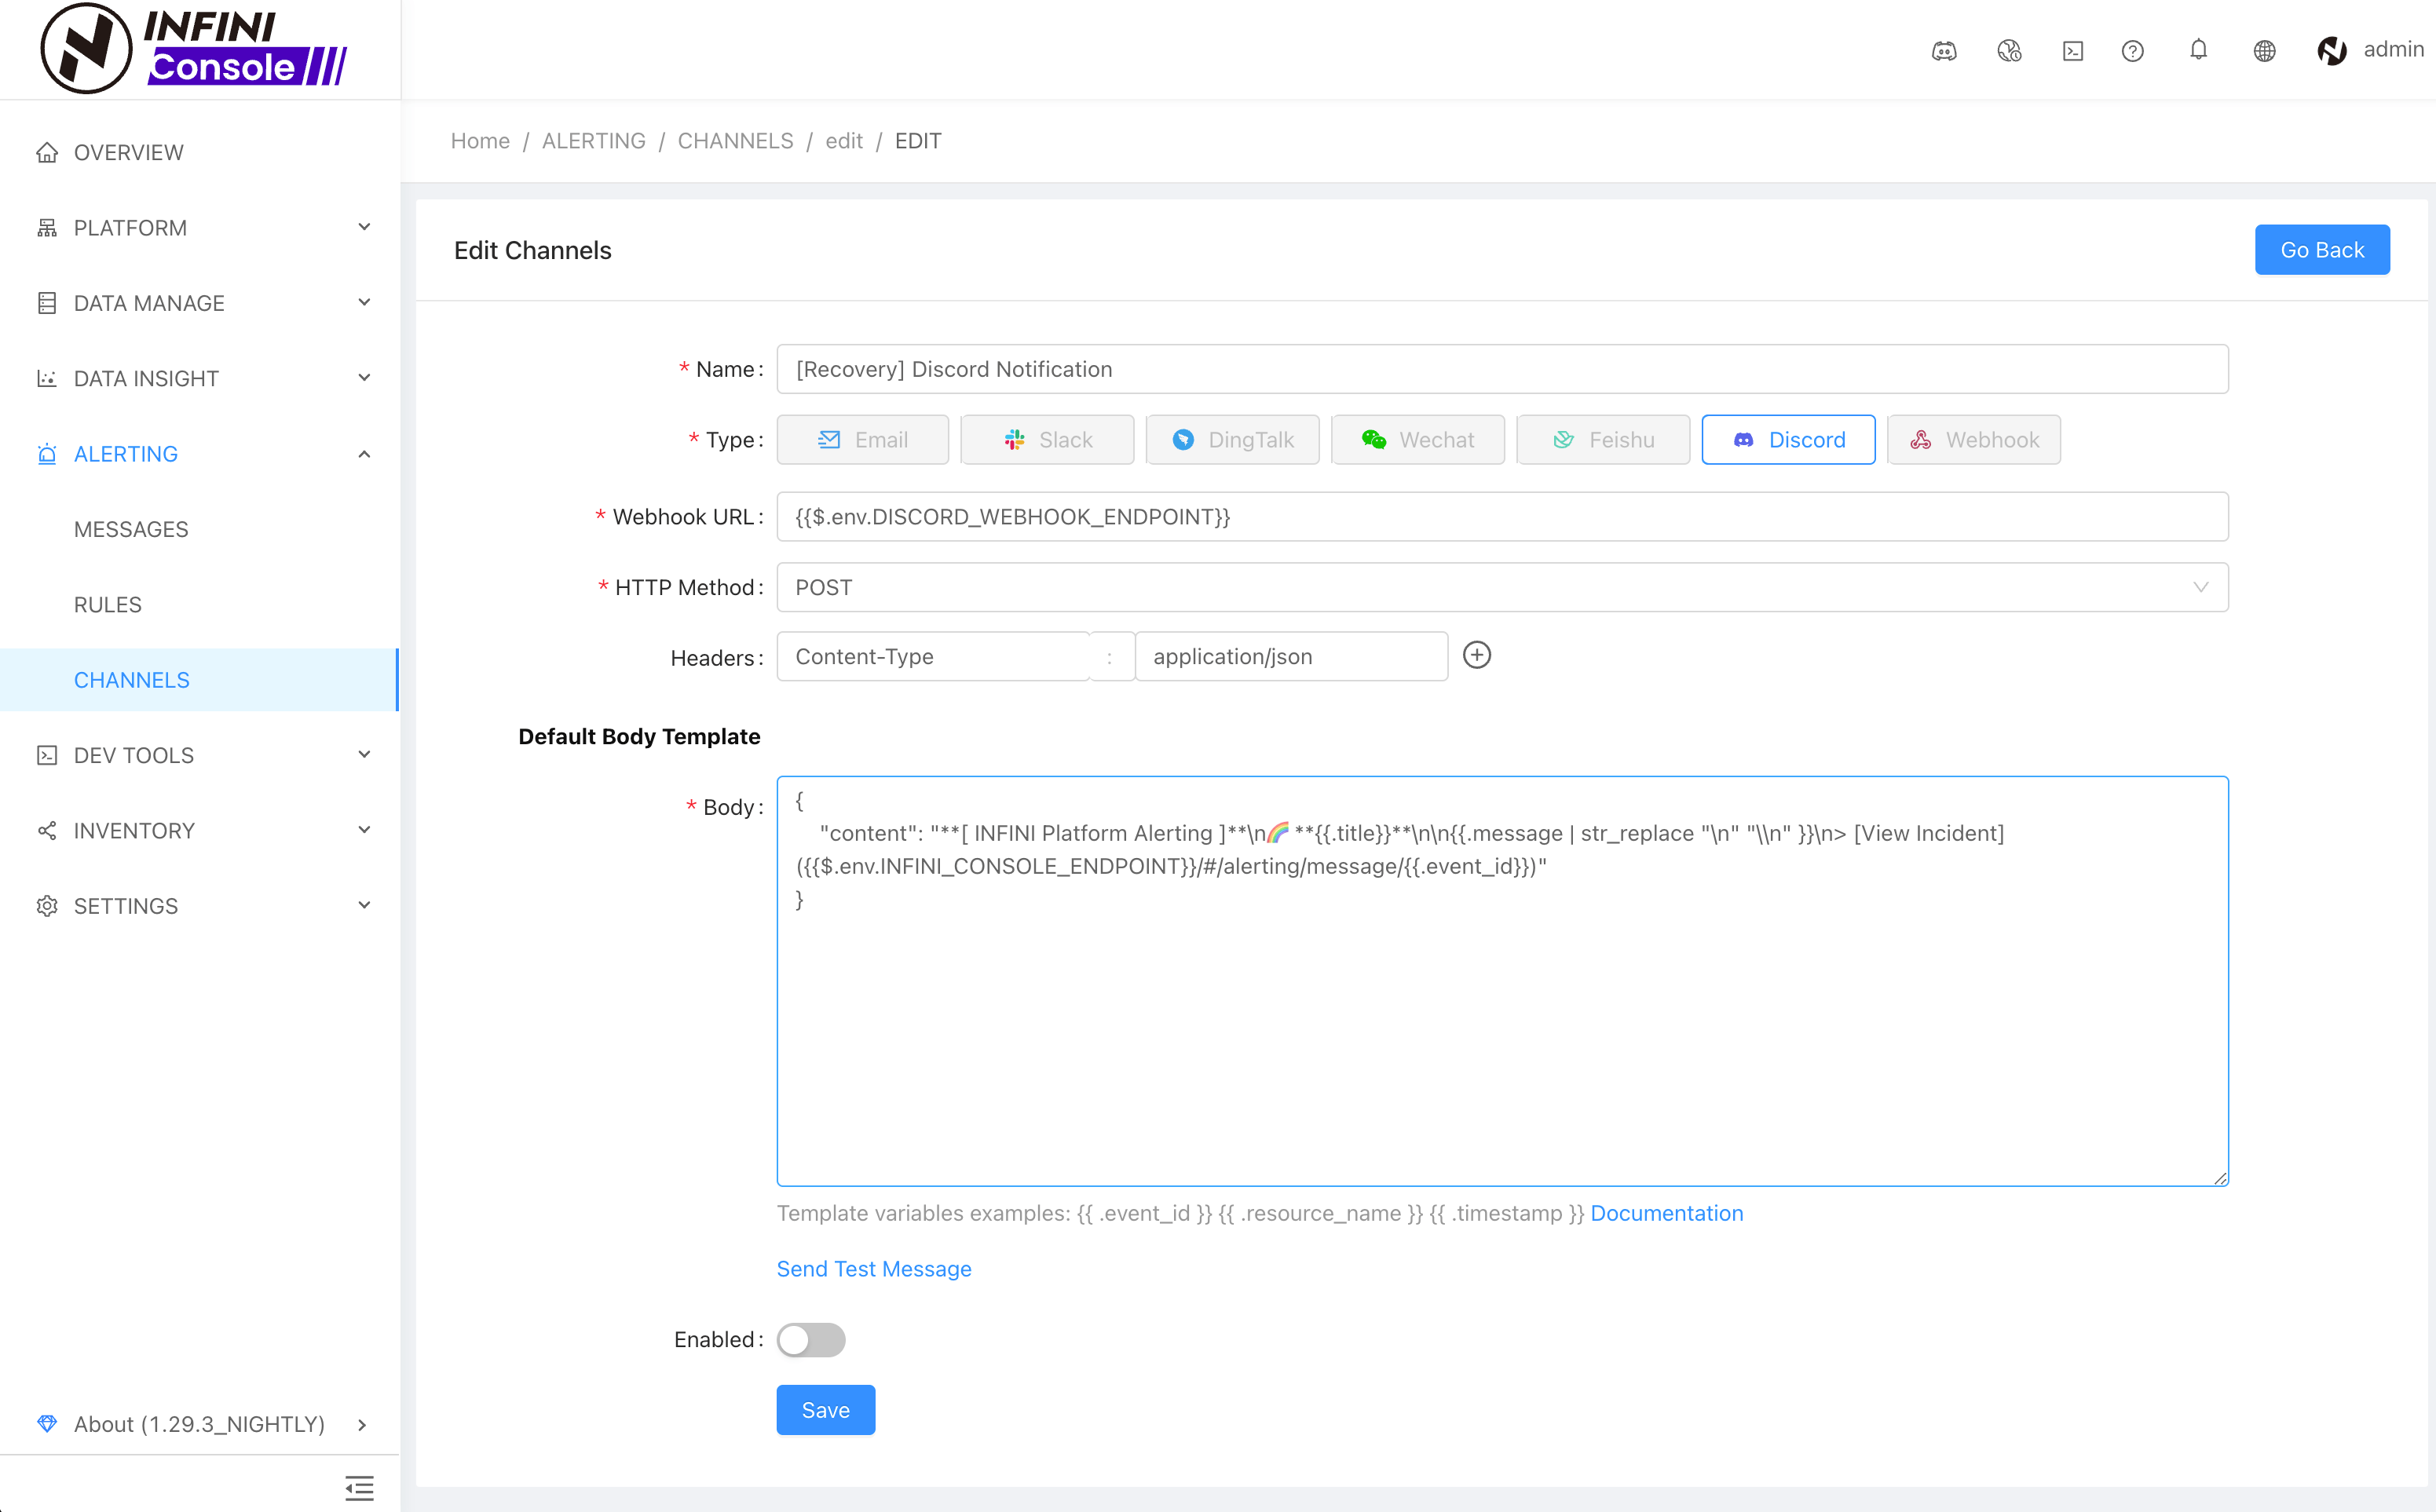 INFINI
Console
admin
OVERVIEW
PLATFORM
DATA MANAGE
DATA INSIGHT
ALERTING
MESSAGES
RULES
CHANNELS
DEV TOOLS
INVENTORY
SETTINGS
About (1.29.3_NIGHTLY)
Home / ALERTING / CHANNELS / edit / EDIT
Edit Channels
Go Back
* Name: [Recovery] Discord Notification
* Type: Email Slack DingTalk Wechat Feishu Discord Webhook
* Webhook URL: {{$.env.DISCORD_WEBHOOK_ENDPOINT}}
* HTTP Method: POST
Headers: Content-Type : application/json
Default Body Template
* Body: {
"content": "**[ INFINI Platform Alerting ]**\n🌈 **{{.title}}**\n\n{{.message | str_replace "\n" "\\n" }}\n> [View Incident]
({{$.env.INFINI_CONSOLE_ENDPOINT}}/#/alerting/message/{{.event_id}})"
}
Template variables examples: {{ .event_id }} {{ .resource_name }} {{ .timestamp }} Documentation
Send Test Message
Enabled:
Save